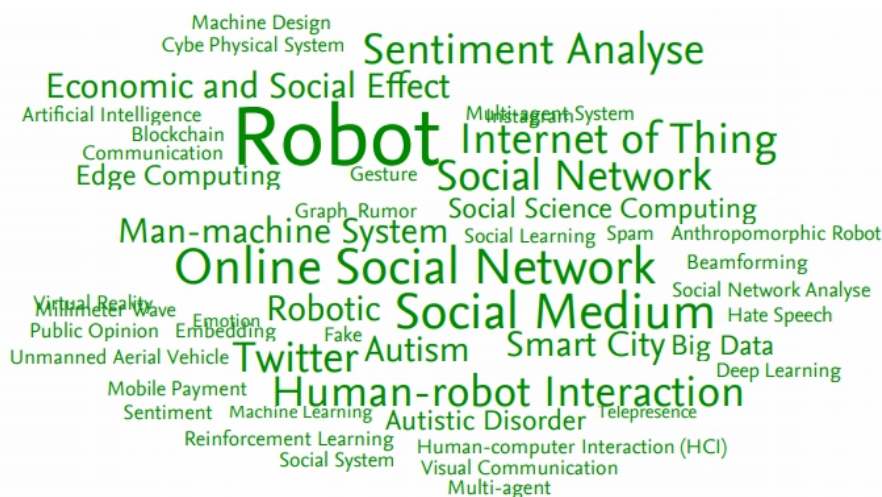 Machine Design
Cybe Physical System
Sentiment Analyse
Economic and Social Effect
Artificial Intelligence
Multi-agent System
Instagram
Blockchain
Robot
Internet of Thing
Communication
Edge Computing
Gesture
Social Network
Graph
Rumor
Social Science Computing
Man-machine System
Social Learning
Spam
Anthropomorphic Robot
Online Social Network
Beamforming
Social Network Analyse
Virtual Reality
Millimeter Wave
Robotic
Social Medium
Hate Speech
Emotion
Public Opinion
Embedding
Fake
Unmanned Aerial Vehicle
Twitter
Autism
Smart City
Big Data
Deep Learning
Mobile Payment
Human-robot Interaction
Sentiment
Machine Learning
Autistic Disorder
Telepresence
Reinforcement Learning
Human-computer Interaction (HCI)
Social System
Visual Communication
Multi-agent